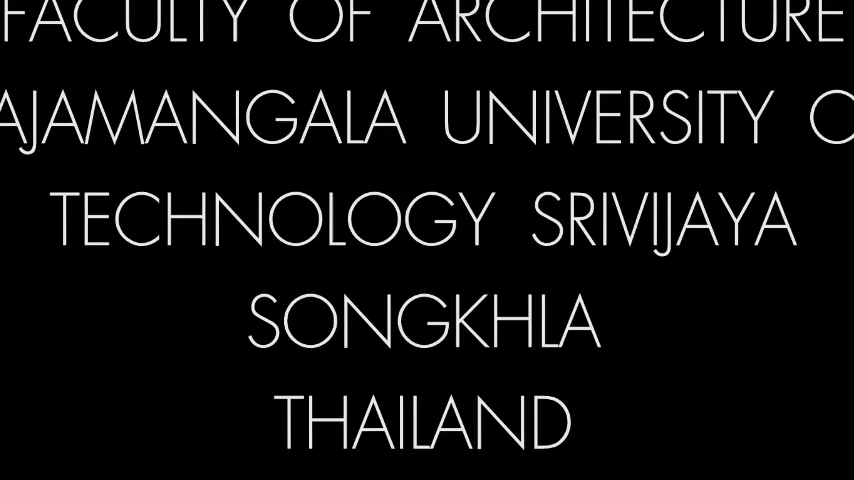 FACULTY OF ARCHITECTURE
AJAMANGALA UNIVERSITY O
TECHNOLOGY SRIVIJAYA
SONGKHLA
THAILAND